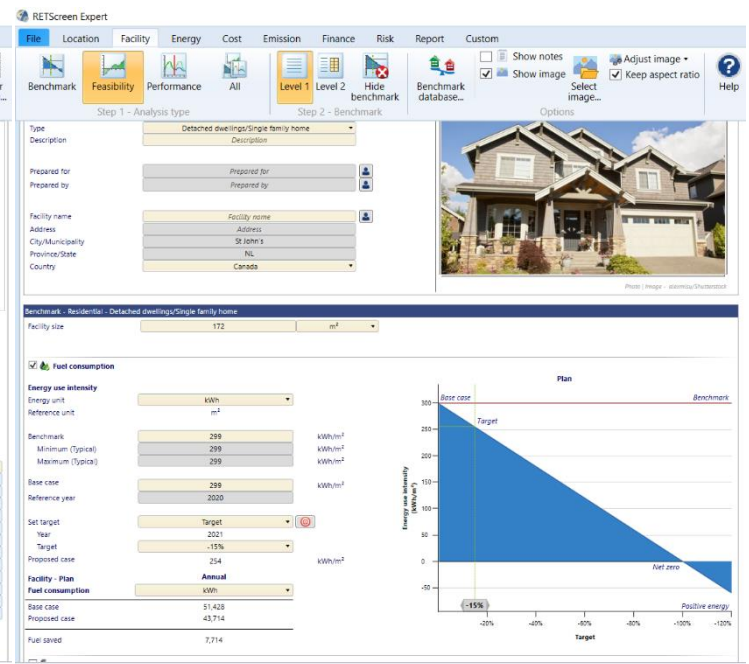 RETScreen Expert
File Location Facility Energy Cost Emission Finance Risk Report Custom
Benchmark Feasibility Performance All
Step 1 - Analysis type
Level 1 Level 2 Hide benchmark
Step 2 - Benchmark
Benchmark database...
Show notes
Show image
Select image...
Adjust image
Keep aspect ratio
Options
Help
Type Detached dwellings/Single family home
Description Description
Prepared for Prepared for
Prepared by Prepared by
Facility name Facility name
Address Address
City/Municipality St John's
Province/State NL
Country Canada
Benchmark - Residential - Detached dwellings/Single family home
Facility size 172 m²
Fuel consumption
Energy use intensity
Energy unit kWh
Reference unit m²
Benchmark 299 kWh/m²
Minimum (Typical) 299 kWh/m²
Maximum (Typical) 299 kWh/m²
Base case 299 kWh/m²
Reference year 2020
Set target Target
Year 2021
Target -15%
Proposed case 254 kWh/m²
Facility - Plan Annual
Fuel consumption kWh
Base case 51,428
Proposed case 43,714
Fuel saved 7,714
Plan
Base case
Benchmark
Target
Energy use intensity
(kWh/m²)
300
250
200
150
100
50
0
-50
Net zero
-15%
Positive energy
-20% -40% -60% -80% -100% -120%
Target